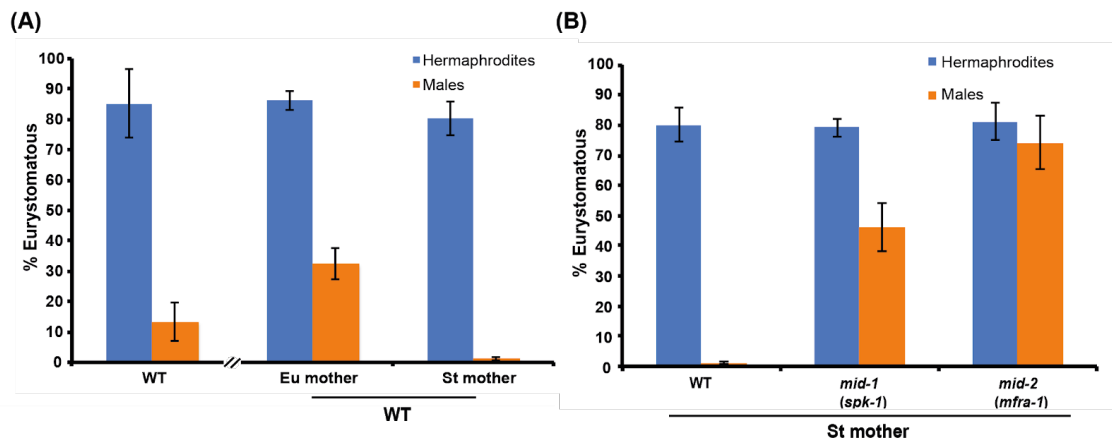 (A)
Hermaphrodites
Males
% Eurystomatous
100
90
80
70
60
50
40
30
20
10
0
WT
Eu mother
St mother
WT
(B)
Hermaphrodites
Males
% Eurystomatous
100
90
80
70
60
50
40
30
20
10
0
WT
mid-1
(spk-1)
mid-2
(mfra-1)
St mother